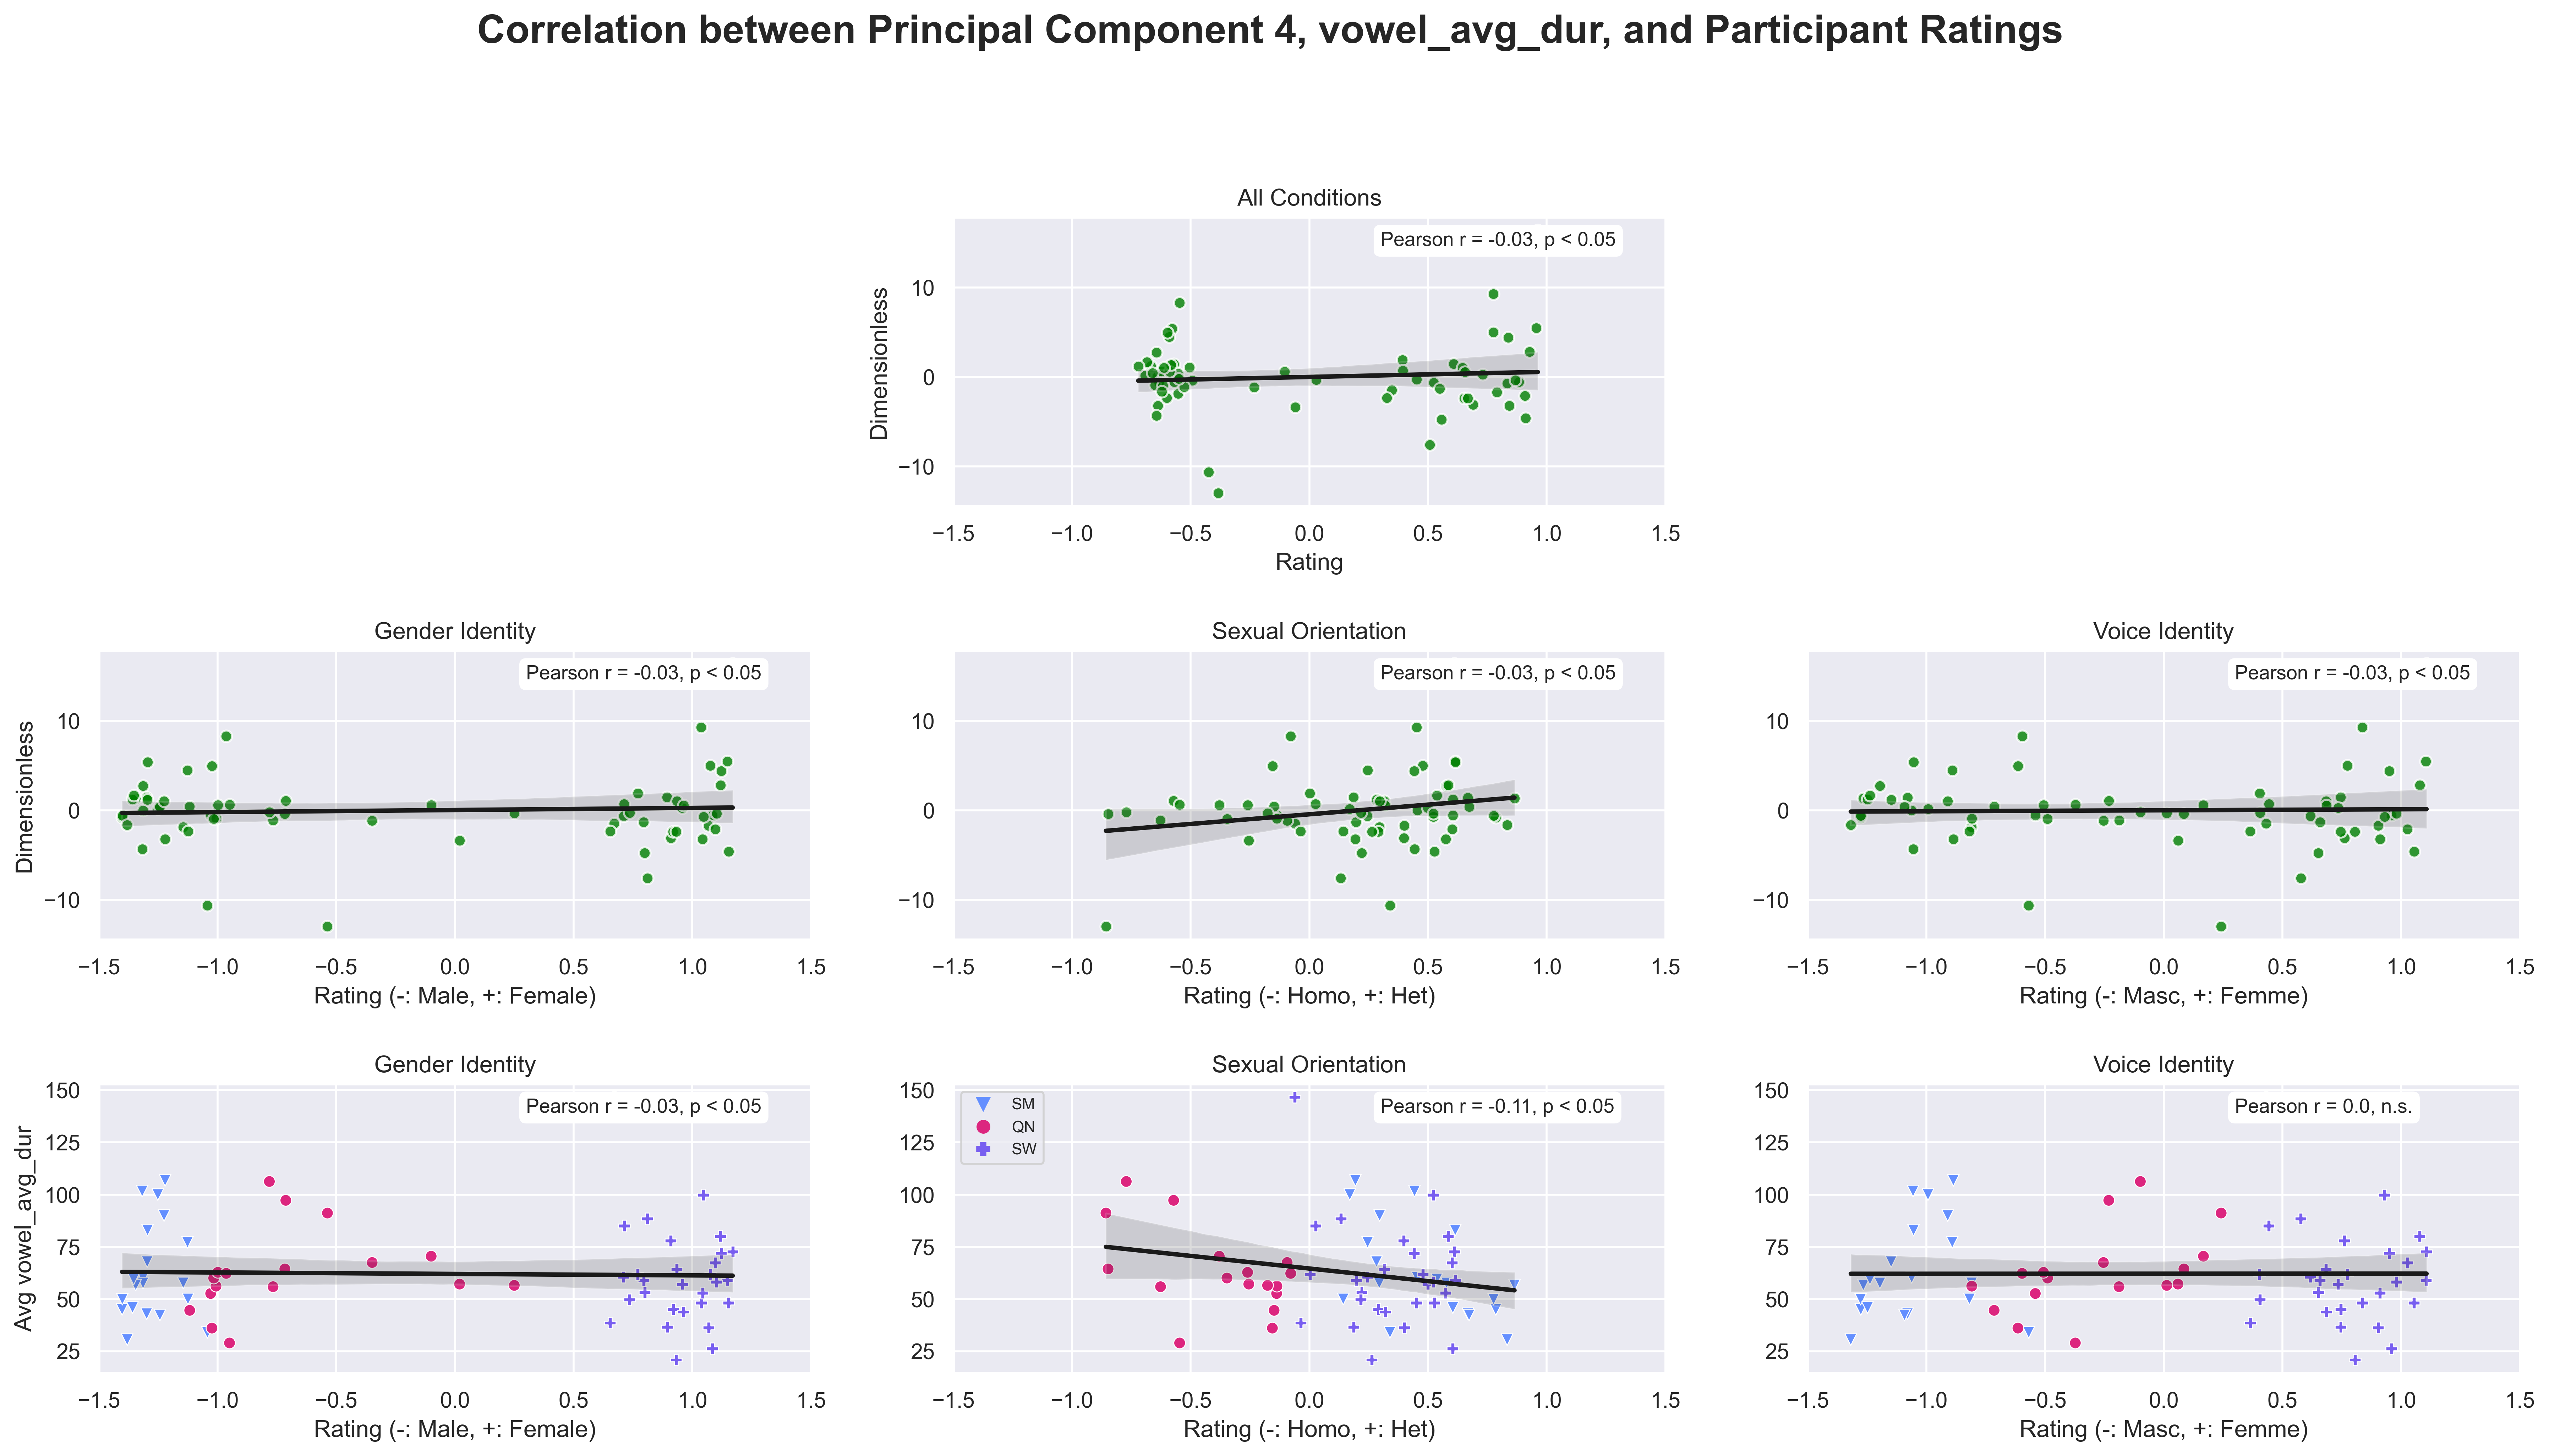 Correlation between Principal Component 4, vowel_avg_dur, and Participant Ratings
All Conditions
Pearson r = -0.03, p < 0.05
Dimensionless
10
0
−10
−1.5 −1.0 −0.5 0.0 0.5 1.0 1.5
Rating
Gender Identity
Pearson r = -0.03, p < 0.05
Dimensionless
10
0
−10
−1.5 −1.0 −0.5 0.0 0.5 1.0 1.5
Rating (-: Male, +: Female)
Sexual Orientation
Pearson r = -0.03, p < 0.05
10
0
−10
−1.5 −1.0 −0.5 0.0 0.5 1.0 1.5
Rating (-: Homo, +: Het)
Voice Identity
Pearson r = -0.03, p < 0.05
10
0
−10
−1.5 −1.0 −0.5 0.0 0.5 1.0 1.5
Rating (-: Masc, +: Femme)
Gender Identity
Pearson r = -0.03, p < 0.05
Avg vowel_avg_dur
150
125
100
75
50
25
−1.5 −1.0 −0.5 0.0 0.5 1.0 1.5
Rating (-: Male, +: Female)
Sexual Orientation
Pearson r = -0.11, p < 0.05
SM
QN
SW
150
125
100
75
50
25
−1.5 −1.0 −0.5 0.0 0.5 1.0 1.5
Rating (-: Homo, +: Het)
Voice Identity
Pearson r = 0.0, n.s.
150
125
100
75
50
25
−1.5 −1.0 −0.5 0.0 0.5 1.0 1.5
Rating (-: Masc, +: Femme)